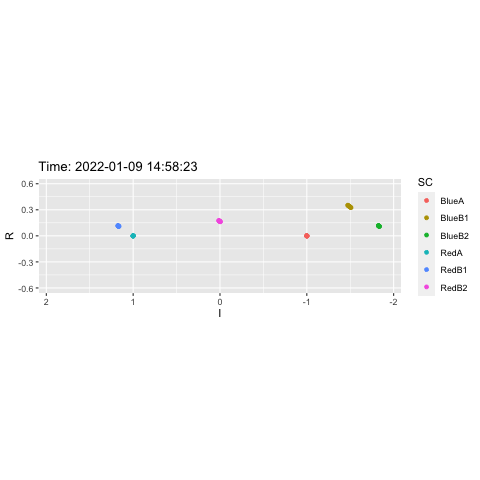 Time: 2022-01-09 14:58:23
SC
BlueA
BlueB1
BlueB2
RedA
RedB1
RedB2
R
0.6
0.3
0.0
-0.3
-0.6
2 1 0 -1 -2
I